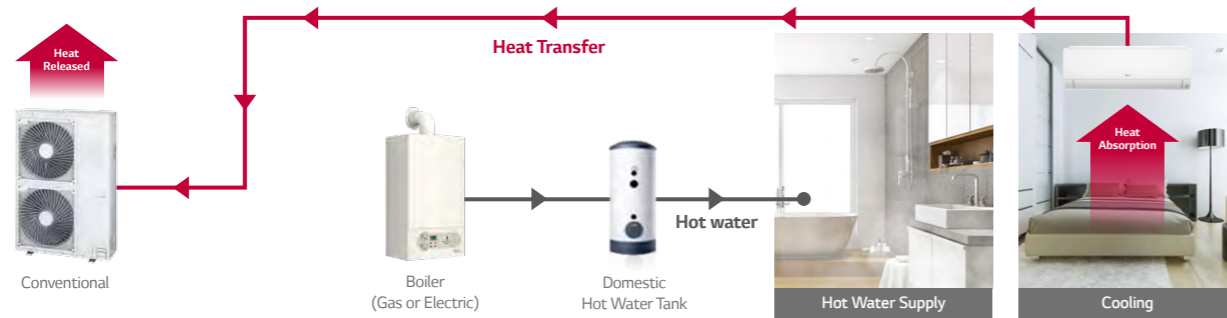 Heat
Released
Heat Transfer
Heat
Absorption
Hot water
Conventional
Boiler
(Gas or Electric)
Domestic
Hot Water Tank
Hot Water Supply
Cooling